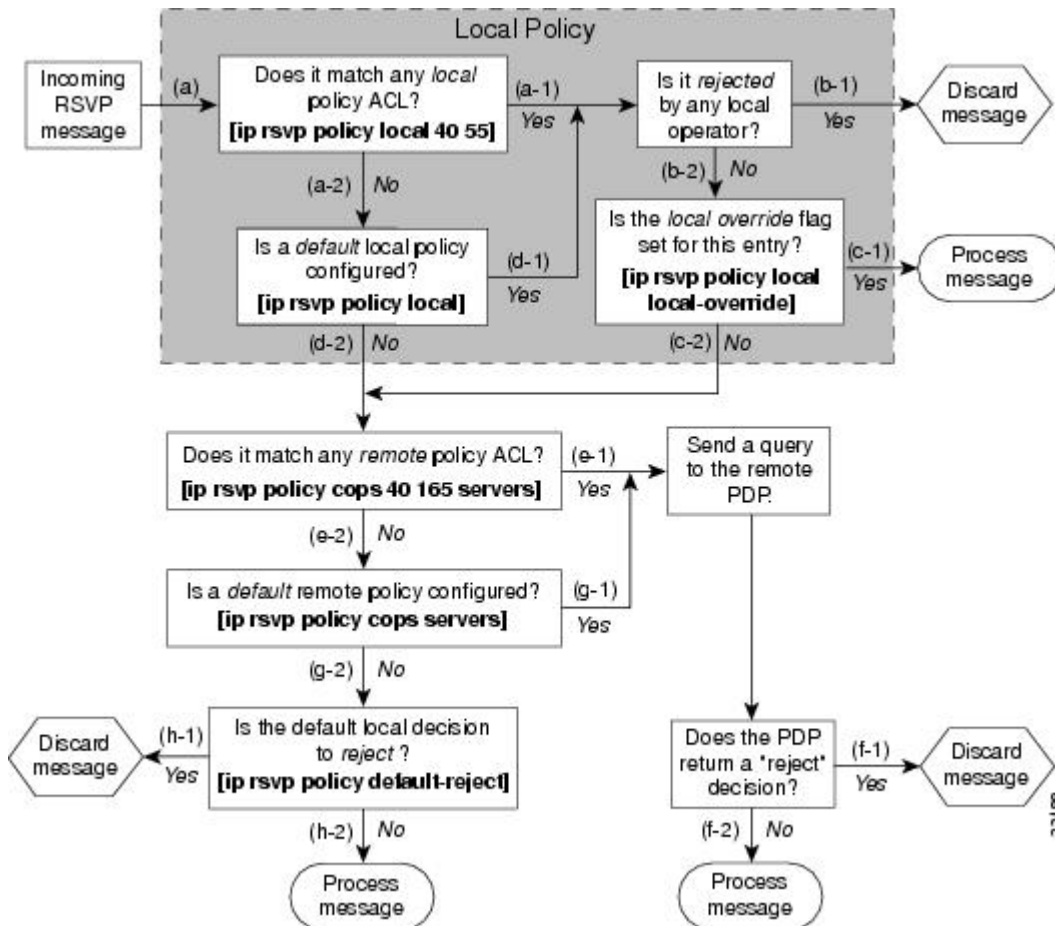 Local Policy
Incoming
RSVP
message
(a)
Does it match any local
policy ACL?
[ip rsvp policy local 40 55]
(a-1)
Yes
Is it rejected
by any local
operator?
(b-1)
Yes
Discard
message
(a-2) No
(b-2) No
Is a default local policy
configured?
[ip rsvp policy local]
(d-1)
Yes
Is the local override flag
set for this entry?
[ip rsvp policy local
local-override]
(c-1)
Yes
Process
message
(d-2) No
(c-2) No
Does it match any remote policy ACL?
[ip rsvp policy cops 40 165 servers]
(e-1)
Yes
Send a query
to the remote
PDP.
(e-2) No
Is a default remote policy configured?
[ip rsvp policy cops servers]
(g-1)
Yes
(g-2) No
Discard
message
(h-1)
Yes
Is the default local decision
to reject ?
[ip rsvp policy default-reject]
Does the PDP
return a "reject"
decision?
(f-1)
Yes
Discard
message
(h-2) No
(f-2) No
Process
message
Process
message